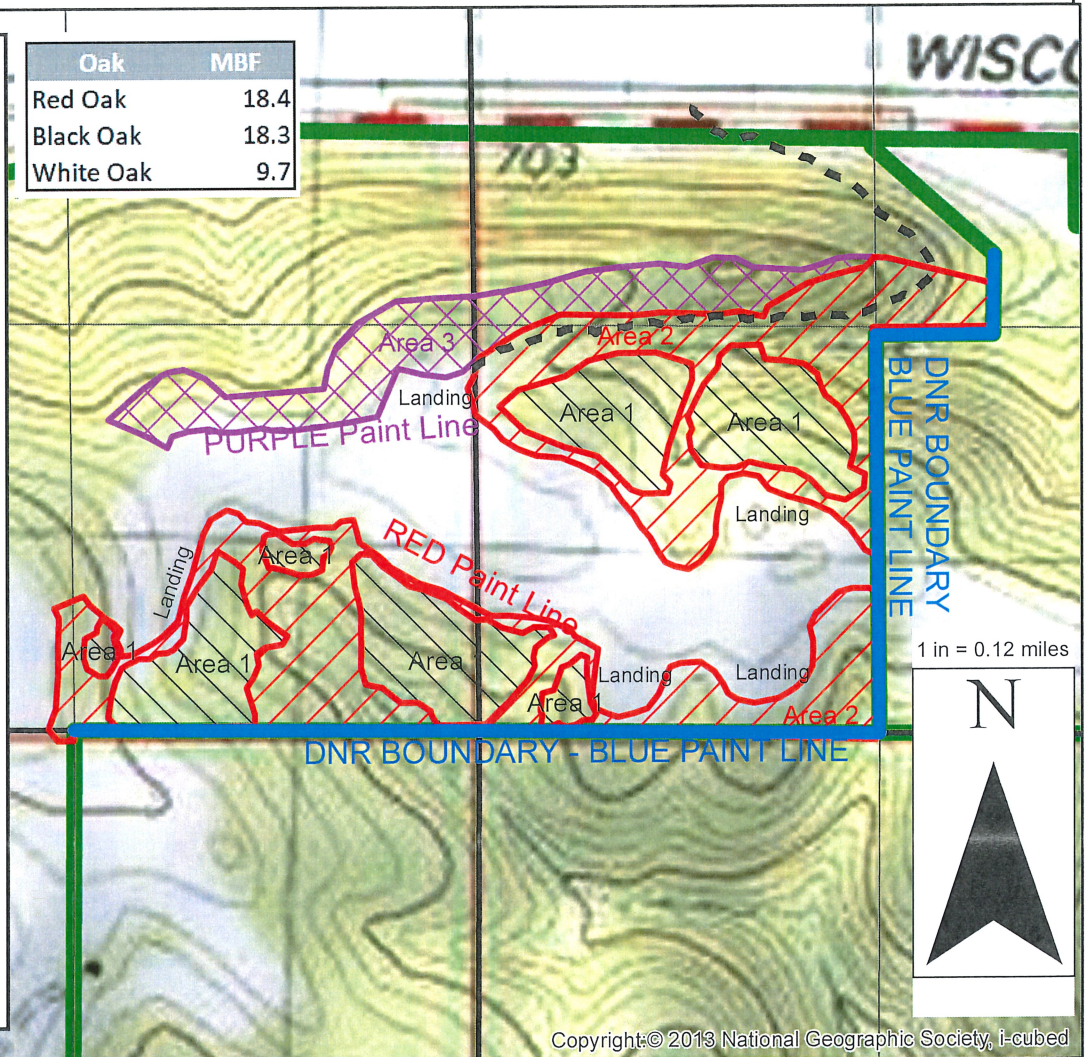 Oak MBF
Red Oak 18.4
Black Oak 18.3
White Oak 9.7
WISCO
703
Area 3
Area 2
Landing
Area 1
Area 1
PURPLE Paint Line
DNR BOUNDARY
BLUE PAINT LINE
Landing
RED Paint Line
Area 1
Landing
Area 1
Area 1
Area
Area 1
Landing
Landing
Area 2
1 in = 0.12 miles
N
DNR BOUNDARY - BLUE PAINT LINE
Copyright:© 2013 National Geographic Society, i-cubed